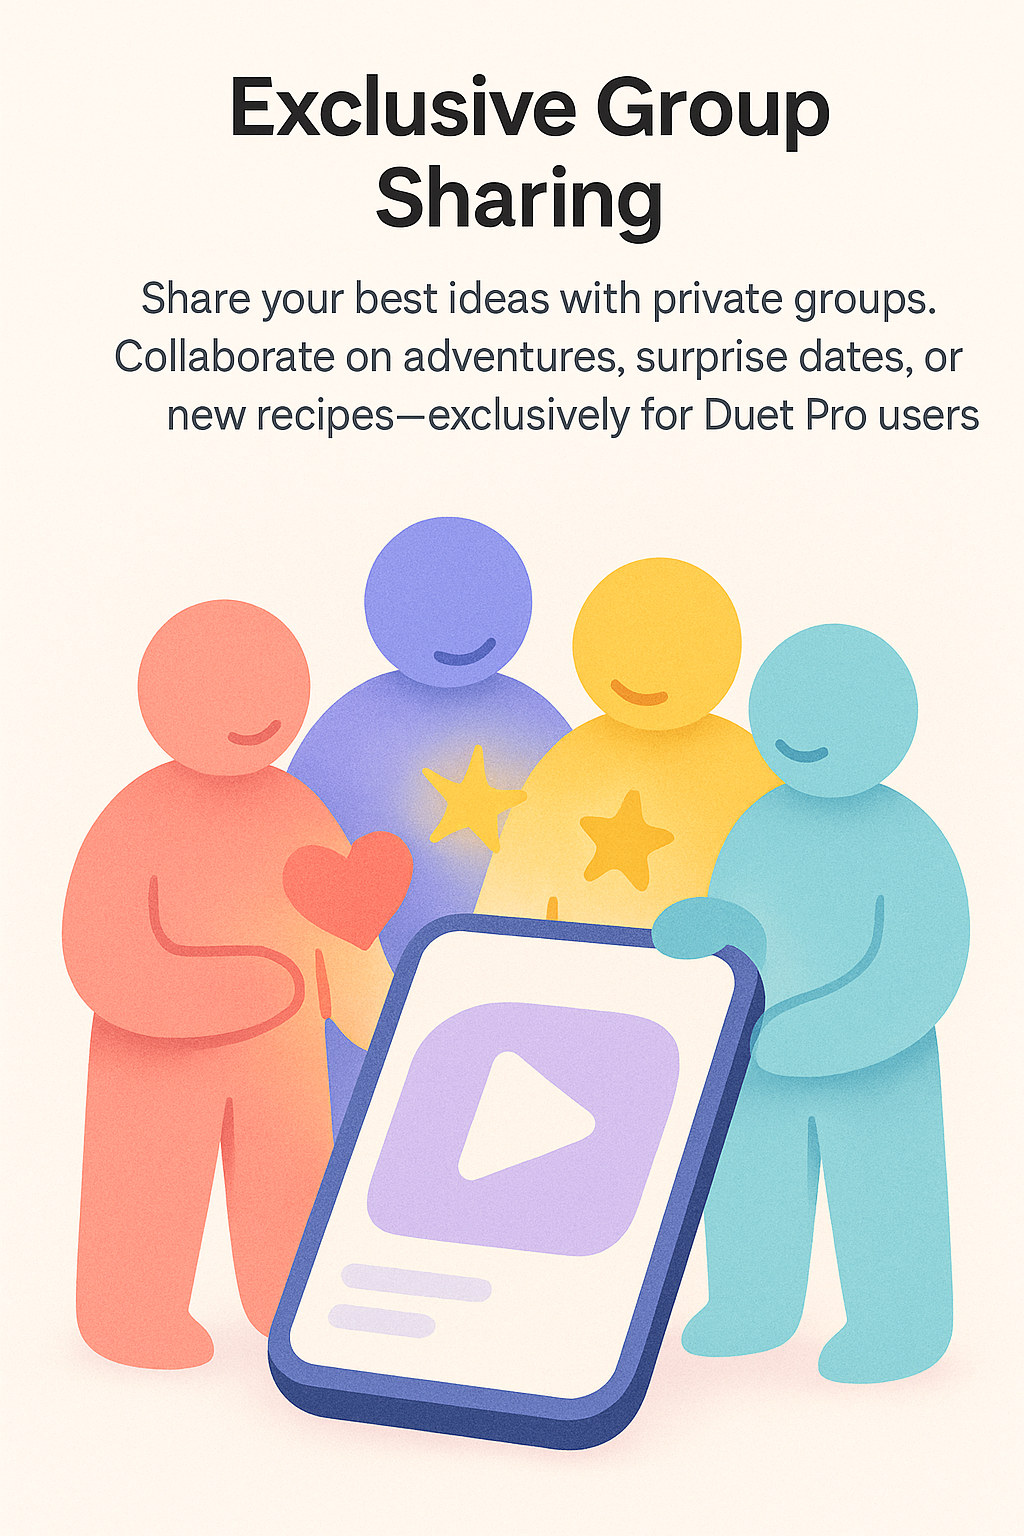 Exclusive Group
Sharing
Share your best ideas with private groups.
Collaborate on adventures, surprise dates, or
new recipes—exclusively for Duet Pro users